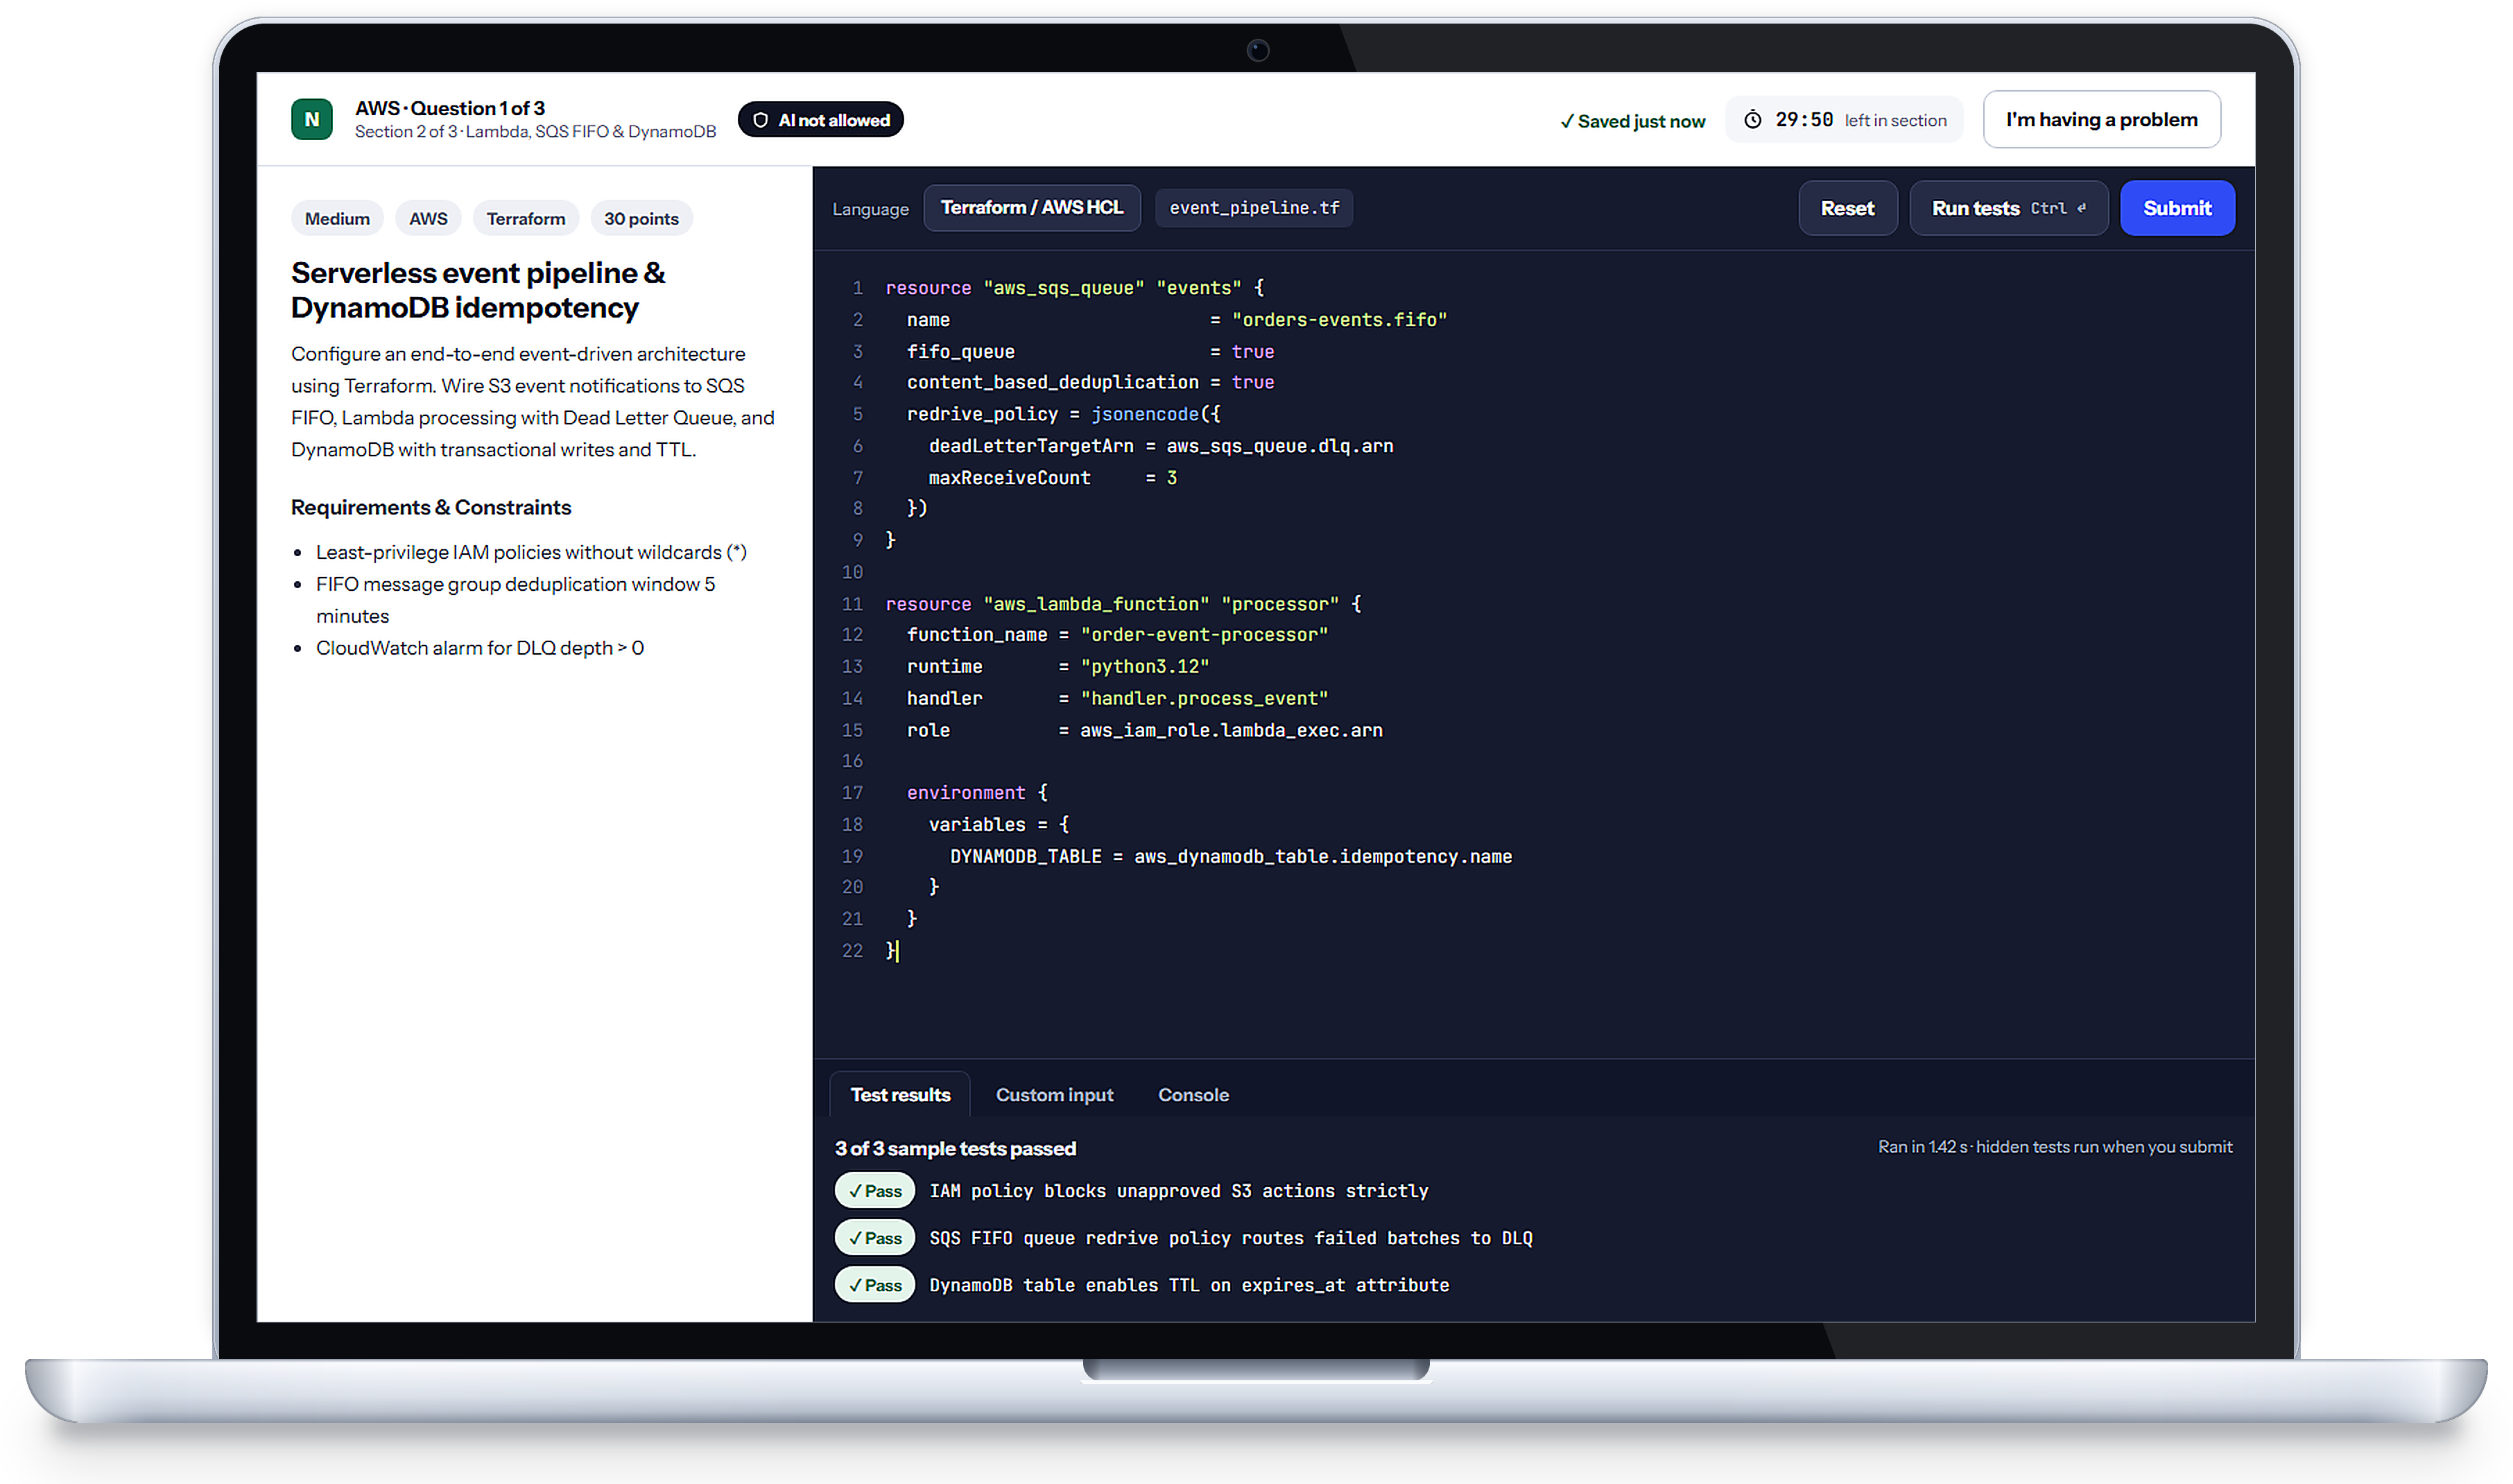 N
AWS · Question 1 of 3
Section 2 of 3 · Lambda, SQS FIFO & DynamoDB
AI not allowed
✓ Saved just now
29:50 left in section
I'm having a problem
Medium
AWS
Terraform
30 points
Serverless event pipeline &
DynamoDB idempotency
Configure an end-to-end event-driven architecture
using Terraform. Wire S3 event notifications to SQS
FIFO, Lambda processing with Dead Letter Queue, and
DynamoDB with transactional writes and TTL.
Requirements & Constraints
• Least-privilege IAM policies without wildcards (*)
• FIFO message group deduplication window 5
minutes
• CloudWatch alarm for DLQ depth > 0
Language
Terraform / AWS HCL
event_pipeline.tf
Reset
Run tests Ctrl ⏎
Submit
1 resource "aws_sqs_queue" "events" {
2   name                        = "orders-events.fifo"
3   fifo_queue                  = true
4   content_based_deduplication = true
5   redrive_policy = jsonencode({
6     deadLetterTargetArn = aws_sqs_queue.dlq.arn
7     maxReceiveCount     = 3
8   })
9 }
10
11 resource "aws_lambda_function" "processor" {
12   function_name = "order-event-processor"
13   runtime       = "python3.12"
14   handler       = "handler.process_event"
15   role          = aws_iam_role.lambda_exec.arn
16
17   environment {
18     variables = {
19       DYNAMODB_TABLE = aws_dynamodb_table.idempotency.name
20     }
21   }
22 }
Test results
Custom input
Console
3 of 3 sample tests passed
Ran in 1.42 s · hidden tests run when you submit
✓ Pass IAM policy blocks unapproved S3 actions strictly
✓ Pass SQS FIFO queue redrive policy routes failed batches to DLQ
✓ Pass DynamoDB table enables TTL on expires_at attribute